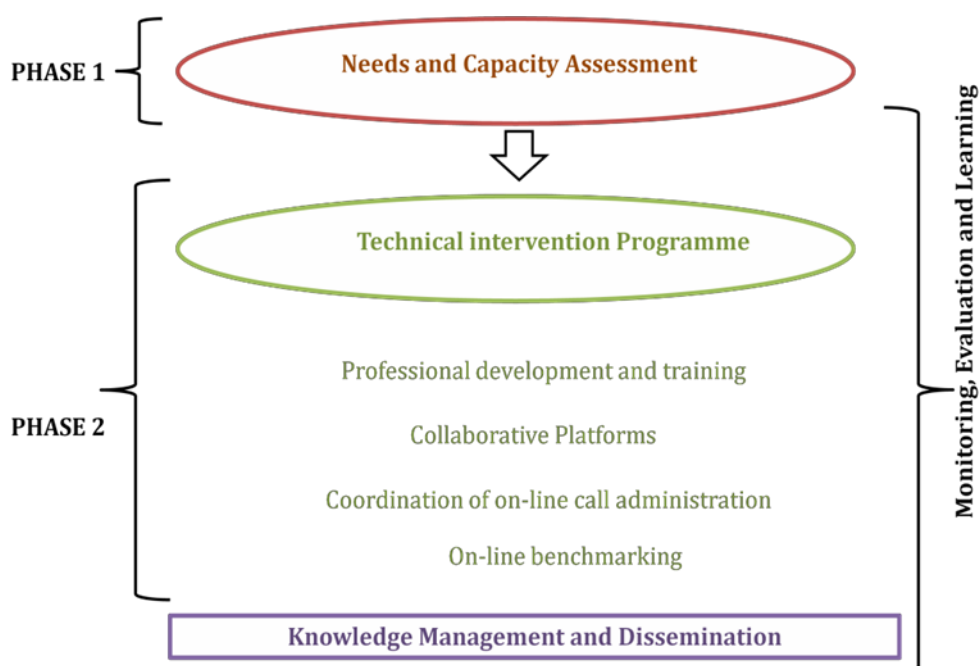 PHASE 1
Needs and Capacity Assessment
Technical intervention Programme
Professional development and training
Collaborative Platforms
PHASE 2
Coordination of on-line call administration
On-line benchmarking
Knowledge Management and Dissemination
Monitoring, Evaluation and Learning